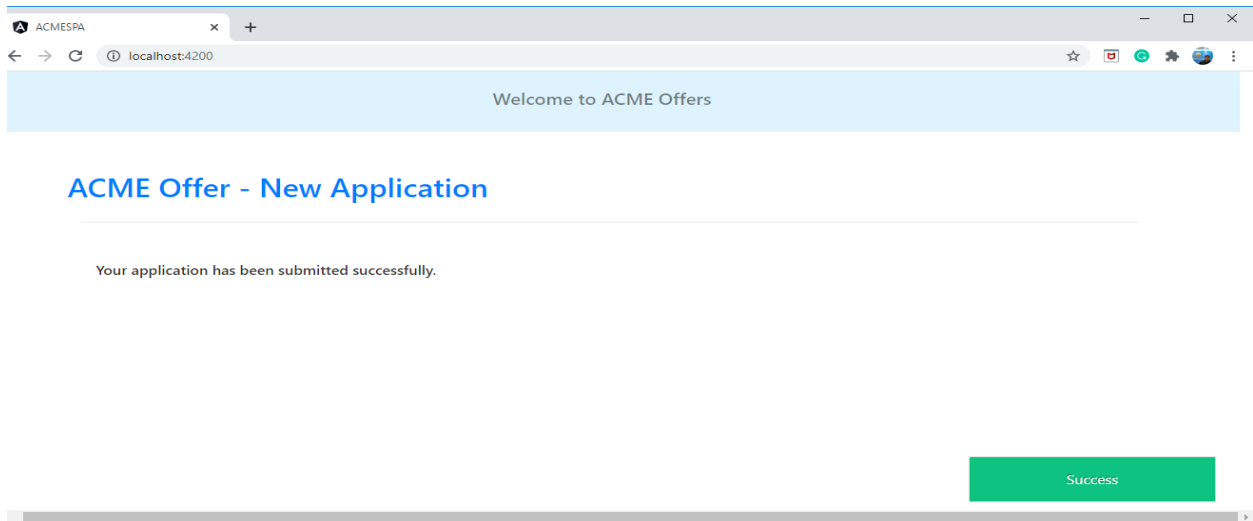 ACMESPA
localhost:4200
Welcome to ACME Offers
ACME Offer - New Application
Your application has been submitted successfully.
Success